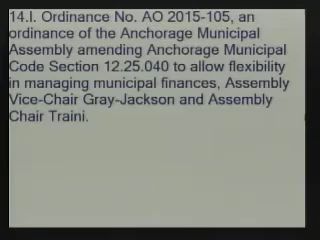 14.I. Ordinance No. AO 2015-105, an
ordinance of the Anchorage Municipal
Assembly amending Anchorage Municipal
Code Section 12.25.040 to allow flexibility
in managing municipal finances, Assembly
Vice-Chair Gray-Jackson and Assembly
Chair Traini.